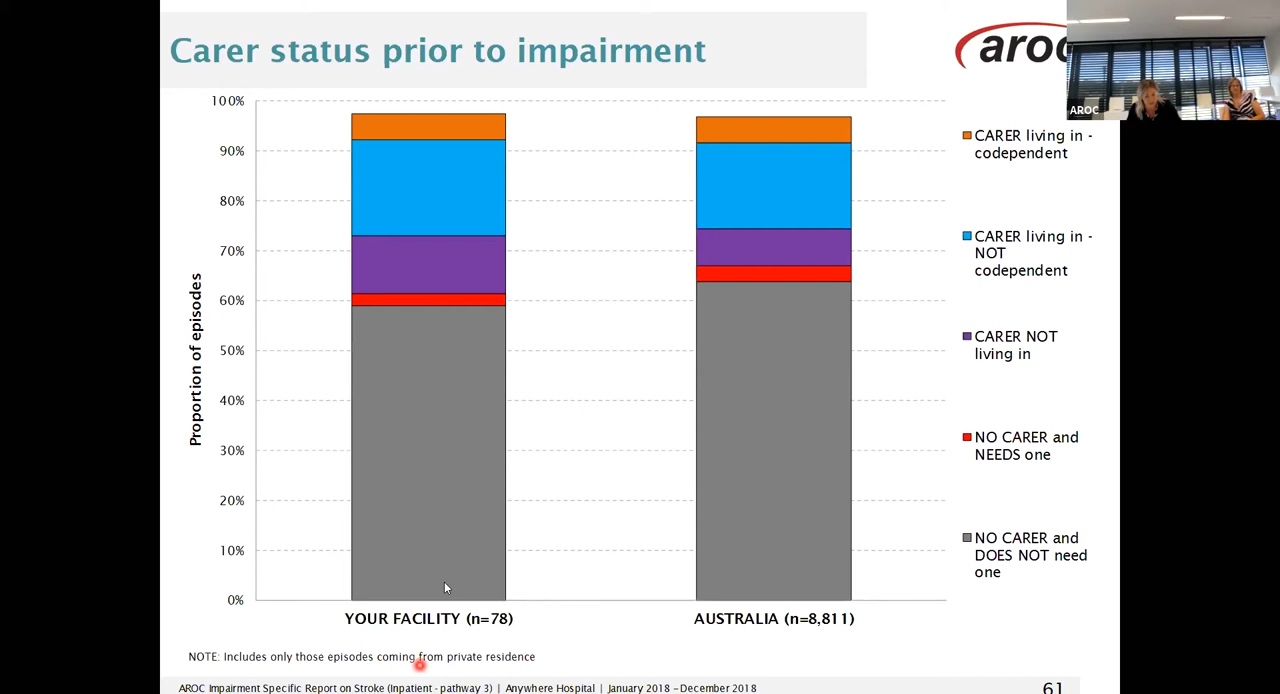 Carer status prior to impairment
aroc
AROC
100%
90%
80%
70%
60%
50%
40%
30%
20%
10%
0%
Proportion of episodes
YOUR FACILITY (n=78)
AUSTRALIA (n=8,811)
CARER living in -
codependent
CARER living in -
NOT
codependent
CARER NOT
living in
NO CARER and
NEEDS one
NO CARER and
DOES NOT need
one
NOTE: Includes only those episodes coming from private residence
AROC Impairment Specific Report on Stroke (Inpatient - pathway 3) | Anywhere Hospital | January 2018 – December 2018
61